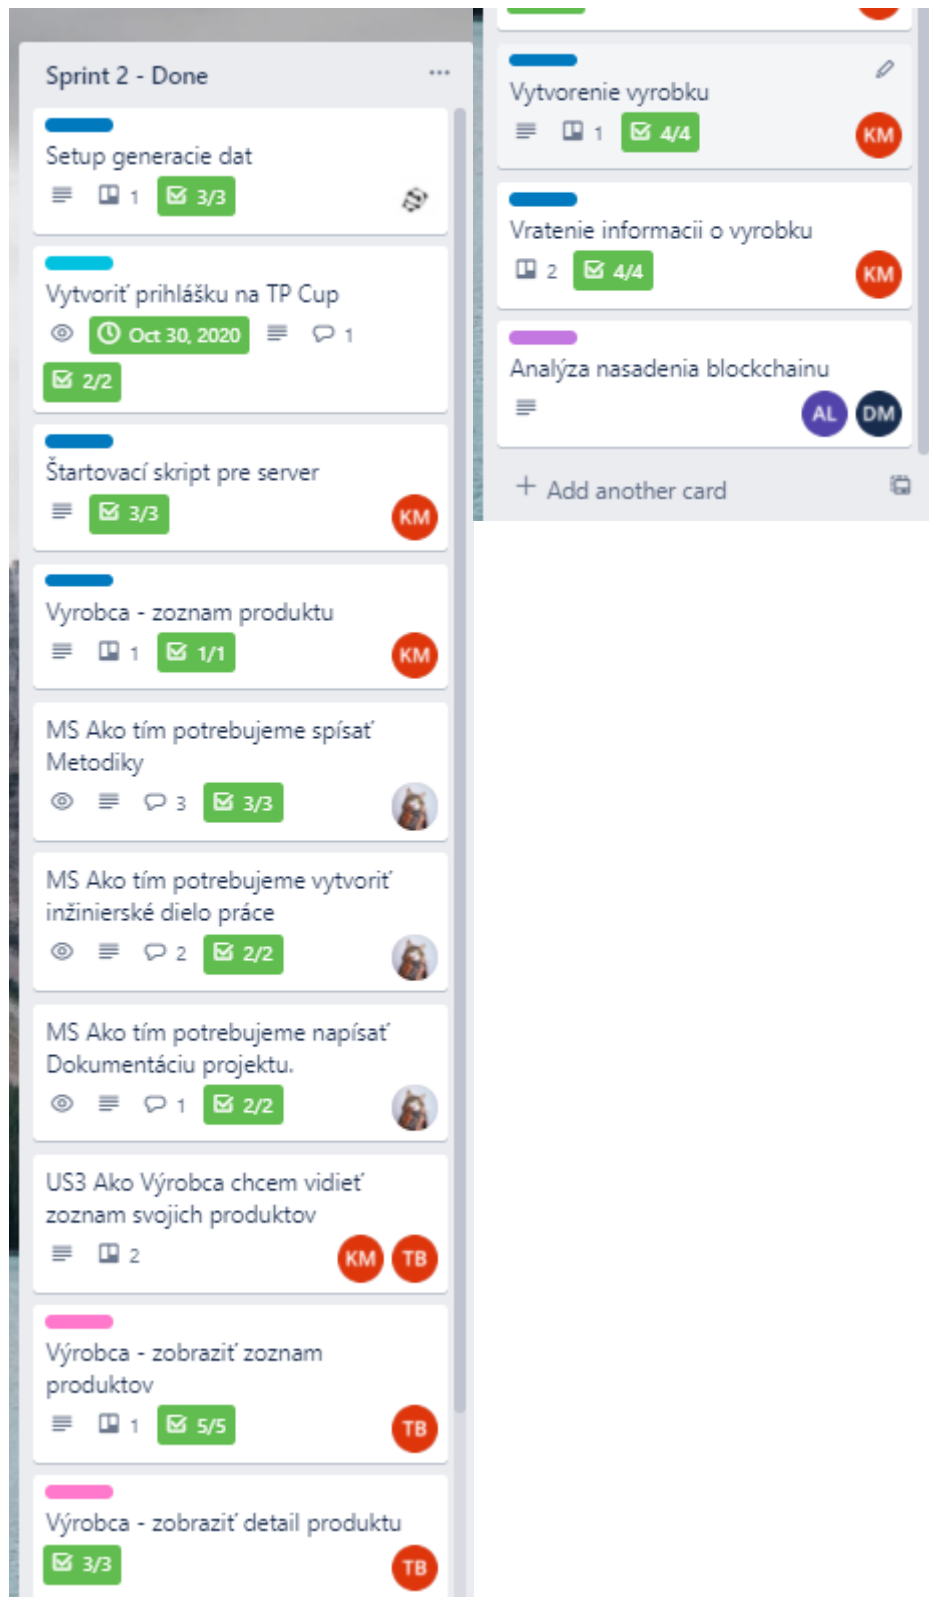 Sprint 2 - Done
Setup generacie dat
1 3/3
Vytvoriť prihlášku na TP Cup
Oct 30, 2020 1
2/2
Štartovací skript pre server
3/3 KM
Vyrobca - zoznam produktu
1 1/1 KM
MS Ako tím potrebujeme spísať
Metodiky
3 3/3
MS Ako tím potrebujeme vytvoriť
inžinierské dielo práce
2 2/2
MS Ako tím potrebujeme napísať
Dokumentáciu projektu.
1 2/2
US3 Ako Výrobca chcem vidieť
zoznam svojich produktov
2 KM TB
Výrobca - zobraziť zoznam
produktov
1 5/5 TB
Výrobca - zobraziť detail produktu
3/3 TB
Vytvorenie vyrobku
1 4/4 KM
Vratenie informacii o vyrobku
2 4/4 KM
Analýza nasadenia blockchainu
AL DM
+ Add another card